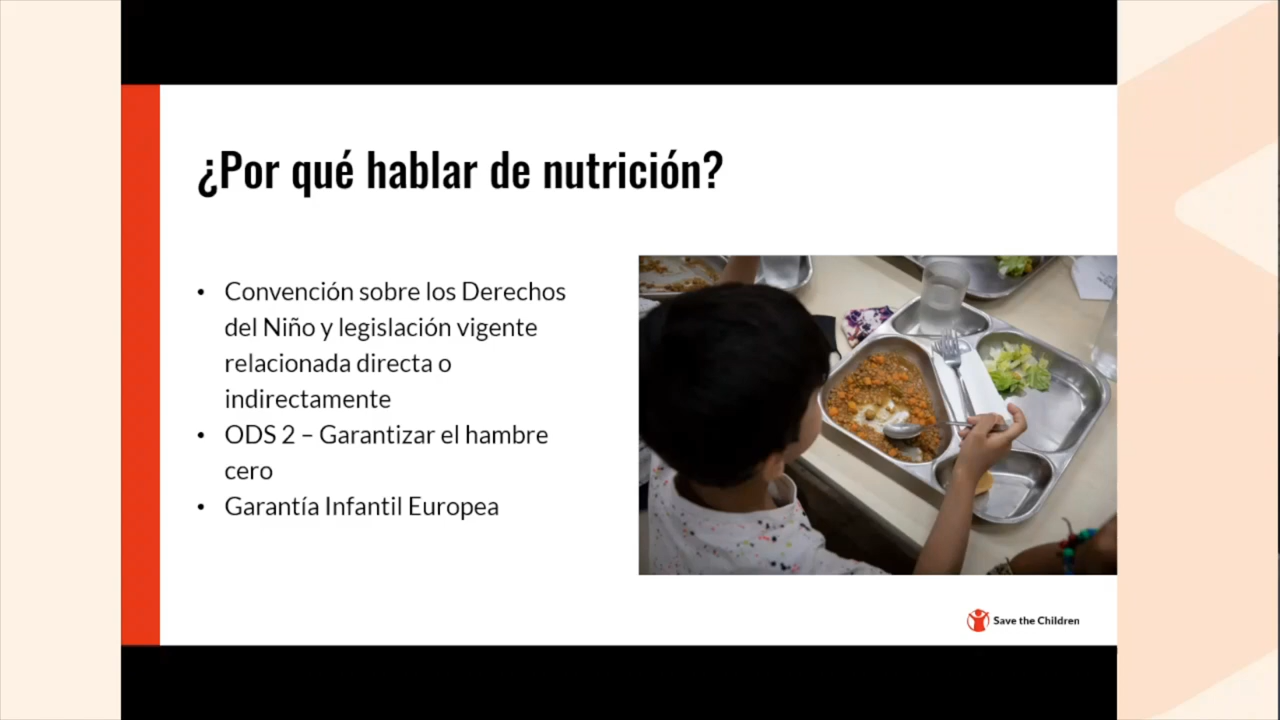 ¿Por qué hablar de nutrición?
• Convención sobre los Derechos
del Niño y legislación vigente
relacionada directa o
indirectamente
• ODS 2 – Garantizar el hambre
cero
• Garantía Infantil Europea
Save the Children